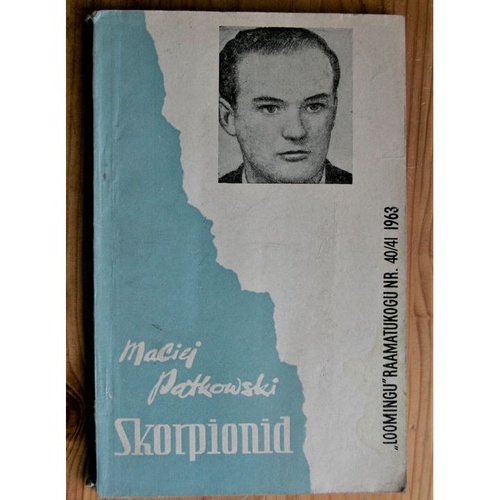 Maciej
Patkowski
Skorpionid
„LOOMINGU” RAAMATUKOGU NR. 40/41 1963